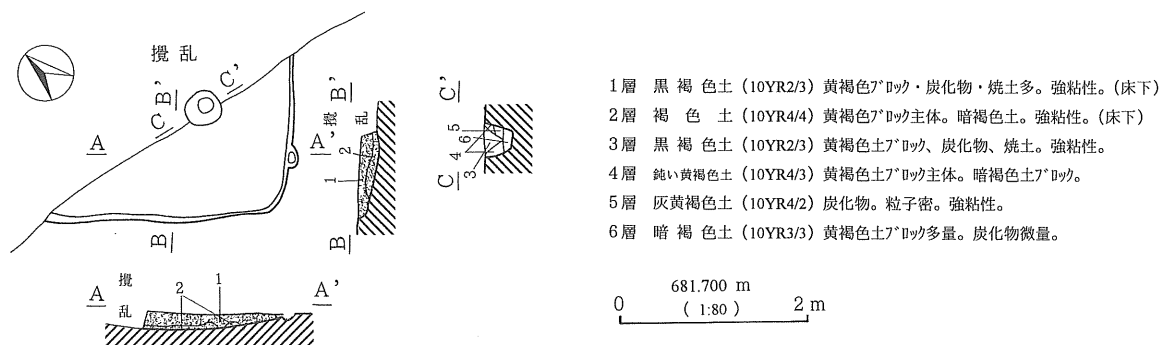 攪乱
A
B'
C
C'
A'
B
B'
攪
乱
2
1
B
C'
5
6
4
3
C
A
攪
乱
2
1
A'
1層 黒褐色土 (10YR2/3) 黄褐色ﾌﾞﾛｯｸ・炭化物・焼土多。強粘性。(床下)
2層 褐色土 (10YR4/4) 黄褐色ﾌﾞﾛｯｸ主体。暗褐色土。強粘性。(床下)
3層 黒褐色土 (10YR2/3) 黄褐色土ﾌﾞﾛｯｸ、炭化物、焼土。強粘性。
4層 鈍い黄褐色土 (10YR4/3) 黄褐色土ﾌﾞﾛｯｸ主体。暗褐色土ﾌﾞﾛｯｸ。
5層 灰黄褐色土 (10YR4/2) 炭化物。粒子密。強粘性。
6層 暗褐色土 (10YR3/3) 黄褐色土ﾌﾞﾛｯｸ多量。炭化物微量。
681.700 m
0 (1:80) 2m